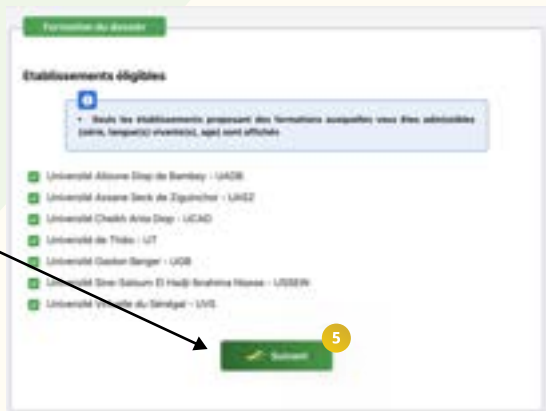 Formation du dossier
Etablissements éligibles
• Seuls les établissements proposant des formations auxquelles vous êtes admissibles
(série, langue(s) vivante(s), age) sont affichés
Université Alioune Diop de Bambey - UADB
Université Assane Seck de Ziguinchor - UASZ
Université Cheikh Anta Diop - UCAD
Université de Thiès - UT
Université Gaston Berger - UGB
Université Sine Saloum El Hadji Ibrahima Niasse - USSEIN
Université Virtuelle du Sénégal - UVS
Suivant
5